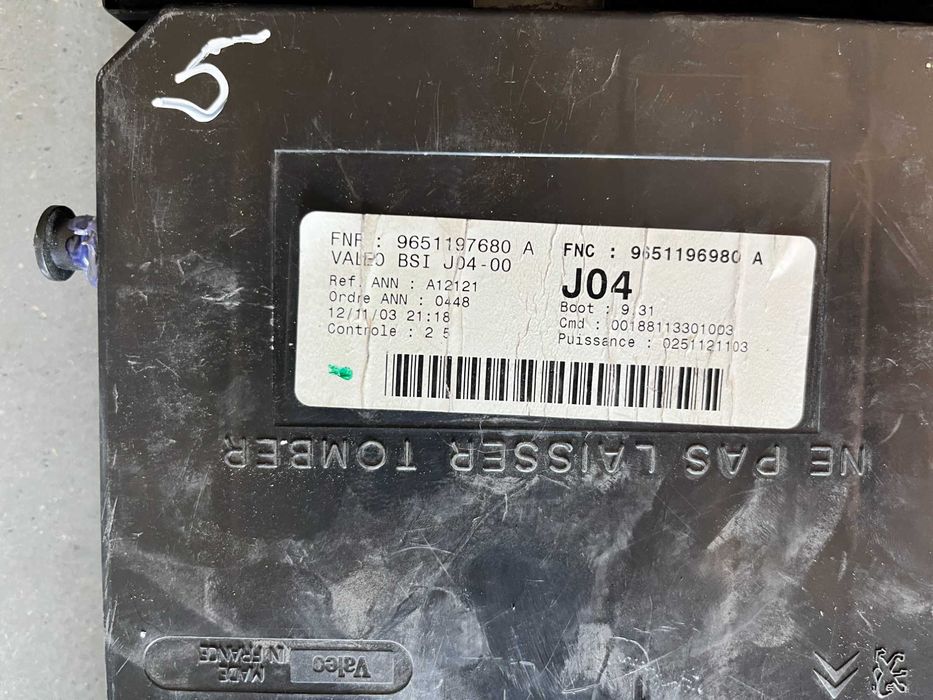 5
FNR : 9651197680 A
VALEO BSI J04-00
Ref. ANN : A12121
Ordre ANN : 0448
12/11/03 21:18
Controle : 2 5
FNC : 9651196980 A
J04
Boot : 9.31
Cmd : 00188113301003
Puissance : 0251121103
NE PAS LAISSER TOMBER
Valeo
MADE
IN FRANCE